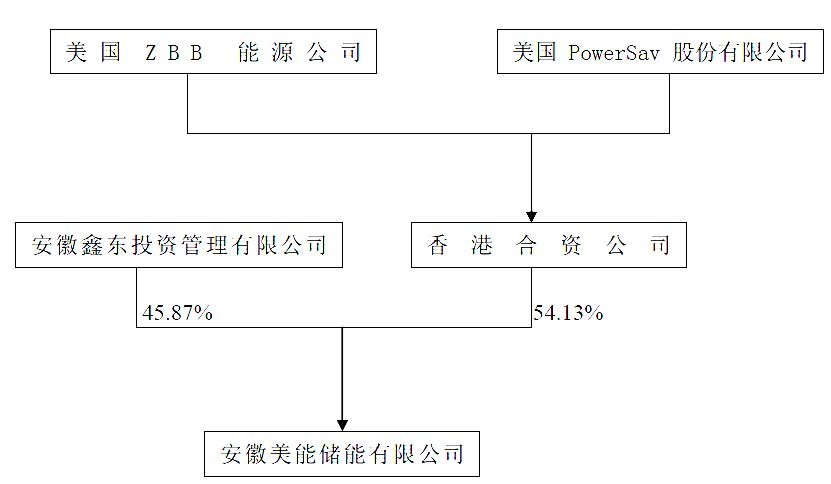 美国 ZBB 能源公司
美国 PowerSav 股份有限公司
安徽鑫东投资管理有限公司
香港合资公司
45.87%
54.13%
安徽美能储能有限公司